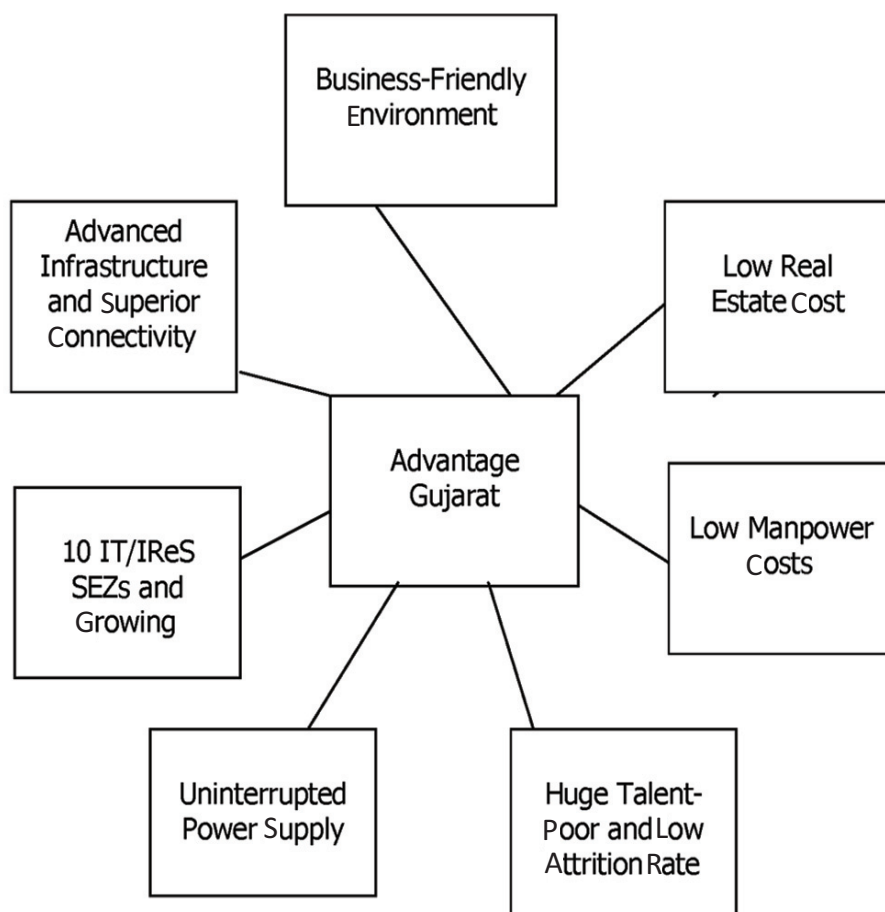 Business-Friendly
Environment
Advanced
Infrastructure
and Superior
Connectivity
Low Real
Estate Cost
Advantage
Gujarat
10 IT/IReS
SEZs and
Growing
Low Manpower
Costs
Uninterrupted
Power Supply
Huge Talent-
Poor and Low
Attrition Rate